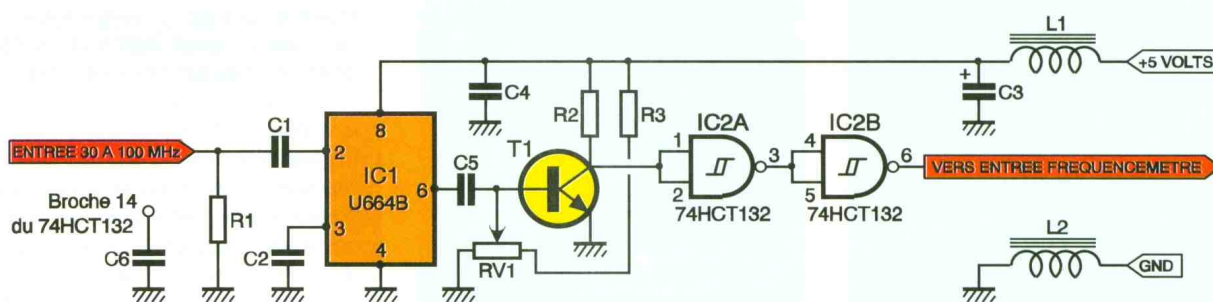 L1
+5 VOLTS
C4
R2
R3
+
C3
ENTREE 30 A 100 MHz
C1
2
8
IC1
U664B
6
3
4
C5
T1
IC2A
1
2
3
74HCT132
IC2B
4
5
6
74HCT132
VERS ENTREE FREQUENCEMETRE
Broche 14
du 74HCT132
C6
R1
C2
RV1
L2
GND